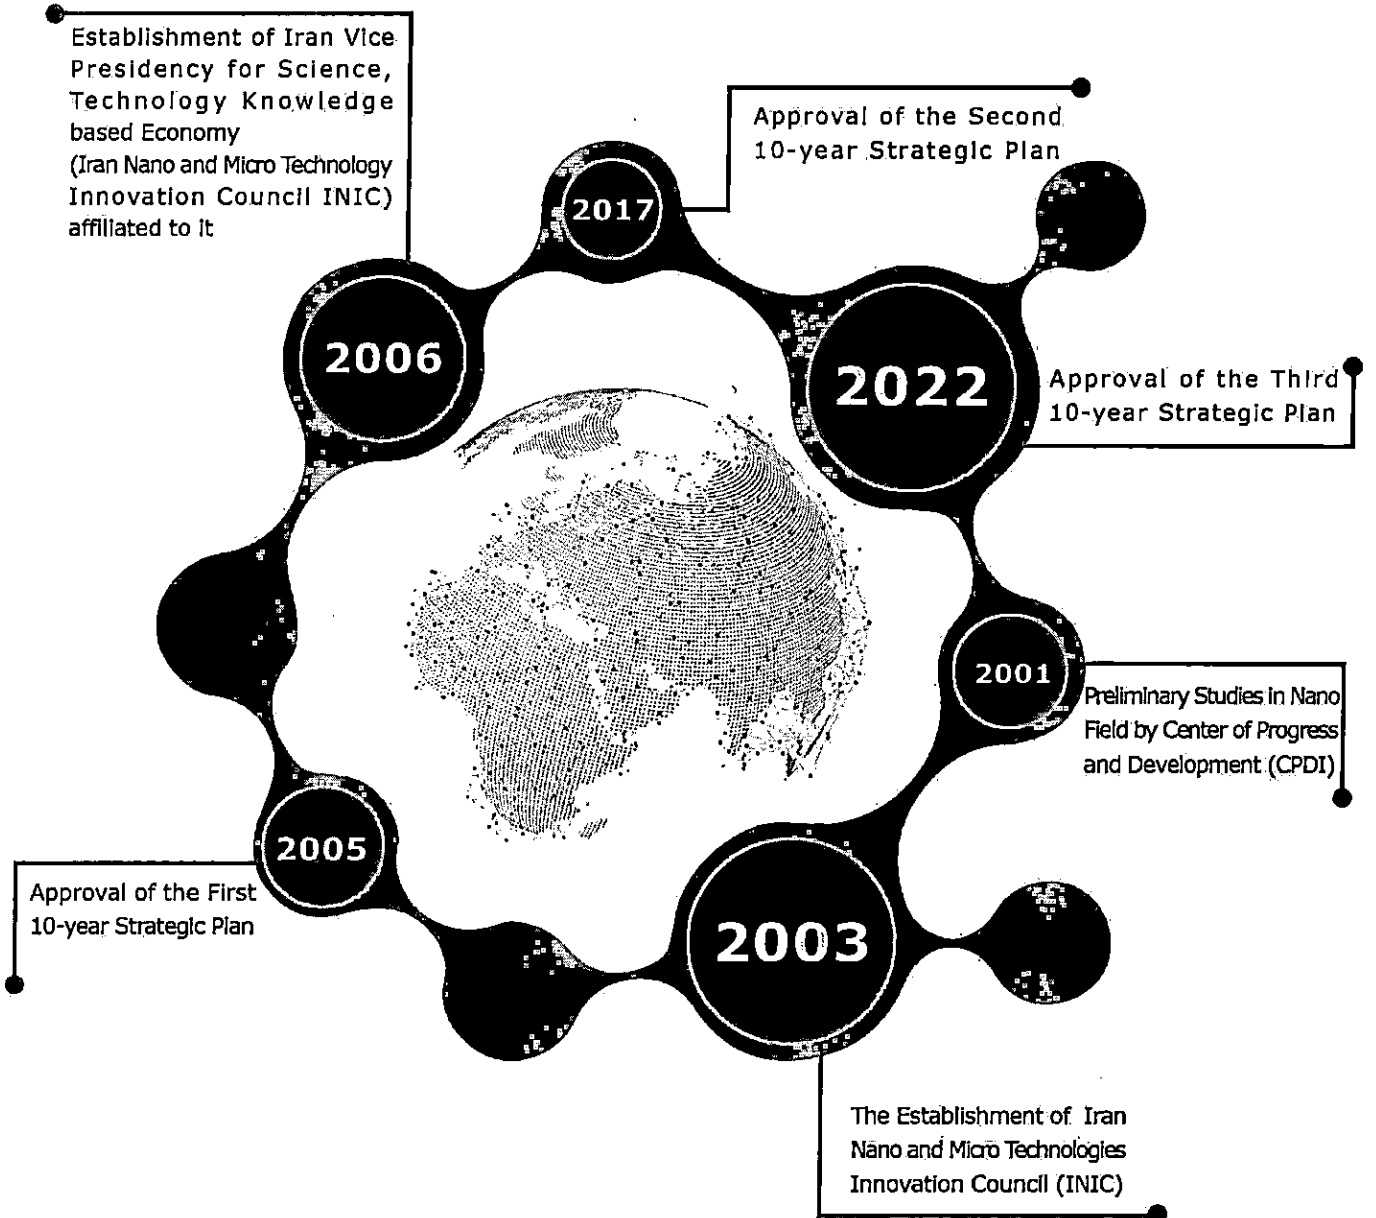 Establishment of Iran Vice
Presidency for Science,
Technology Knowledge
based Economy
(Iran Nano and Micro Technology
Innovation Council INIC)
affiliated to it
2017
Approval of the Second
10-year Strategic Plan
2006
2022
Approval of the Third
10-year Strategic Plan
2001
Preliminary Studies in Nano
Field by Center of Progress
and Development (CPDI)
2005
Approval of the First
10-year Strategic Plan
2003
The Establishment of Iran
Nano and Micro Technologies
Innovation Council (INIC)